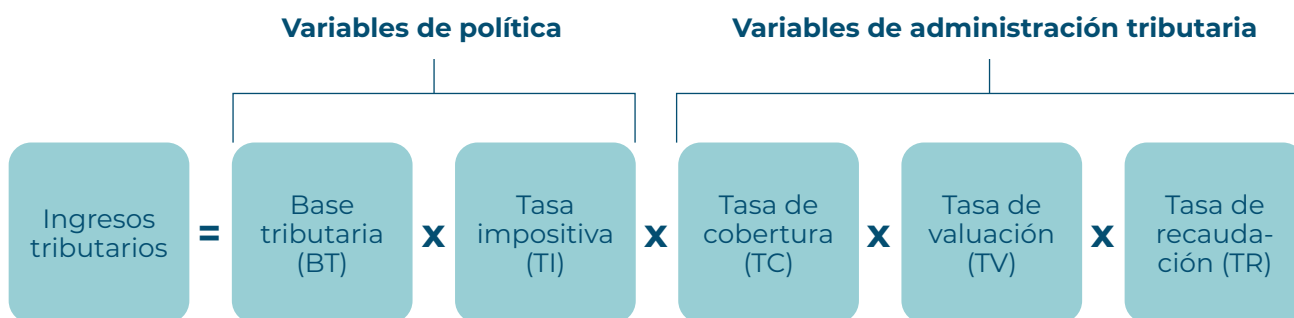 Variables de política
Variables de administración tributaria
Ingresos
tributarios
=
Base
tributaria
(BT)
x
Tasa
impositiva
(TI)
x
Tasa de
cobertura
(TC)
x
Tasa de
valuación
(TV)
x
Tasa de
recauda-
ción (TR)